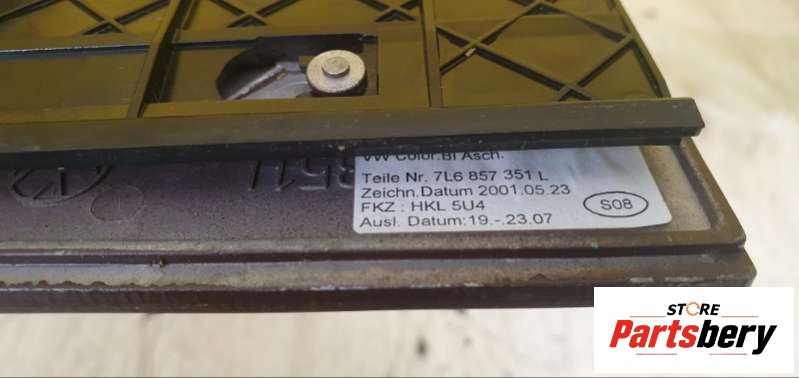 VW Color.Bl Asch.
Teile Nr. 7L6 857 351 L
Zeichn.Datum 2001.05.23
FKZ : HKL 5U4
S08
Ausl. Datum:19.-.23.07
351
STORE
Partsbery